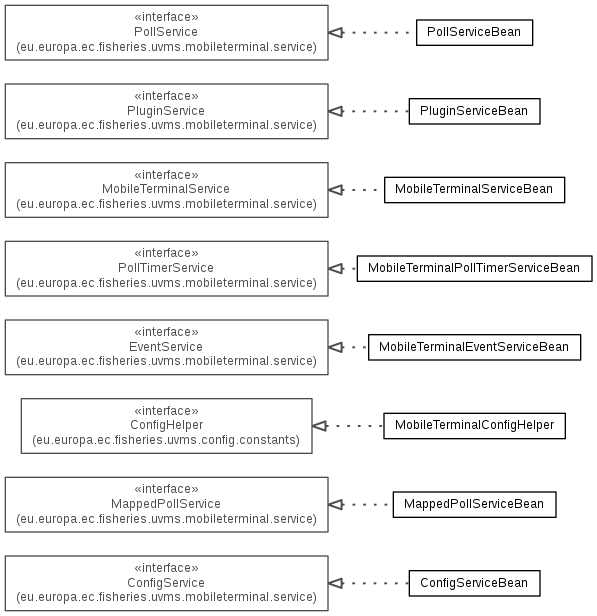 «interface»
PollService
(eu.europa.ec.fisheries.uvms.mobileterminal.service)
PollServiceBean
«interface»
PluginService
(eu.europa.ec.fisheries.uvms.mobileterminal.service)
PluginServiceBean
«interface»
MobileTerminalService
(eu.europa.ec.fisheries.uvms.mobileterminal.service)
MobileTerminalServiceBean
«interface»
PollTimerService
(eu.europa.ec.fisheries.uvms.mobileterminal.service)
MobileTerminalPollTimerServiceBean
«interface»
EventService
(eu.europa.ec.fisheries.uvms.mobileterminal.service)
MobileTerminalEventServiceBean
«interface»
ConfigHelper
(eu.europa.ec.fisheries.uvms.config.constants)
MobileTerminalConfigHelper
«interface»
MappedPollService
(eu.europa.ec.fisheries.uvms.mobileterminal.service)
MappedPollServiceBean
«interface»
ConfigService
(eu.europa.ec.fisheries.uvms.mobileterminal.service)
ConfigServiceBean